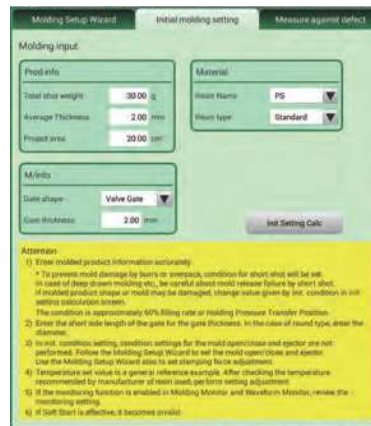 Molding Setup Wizard
Initial molding setting
Measure against defect
Molding input
Prod info
Total shot weight 30.00 g
Average Thickness 2.00 mm
Project area 20.00 cm²
Material
Resin Name PS
Resin type Standard
M/info
Gate shape Valve Gate
Gate thickness 2.00 mm
Init Setting Calc
Attention
1) Enter molded product information accurately.
* To prevent mold damage by burrs or overpack, condition for short shot will be set.
In case of deep drawn molding etc., be careful about mold release failure by short shot.
If molded product shape or mold may be damaged, change value given by init. condition in init
setting calculation screen.
The condition is approximately 60% filling rate or Holding Pressure Transfer Position.
2) Enter the short side length of the gate for the gate thickness. In the case of round type, enter the
diameter.
3) In init. condition setting, condition settings for the mold open/close and ejector are not
performed. Follow the Molding Setup Wizard to set the mold open/close and ejector.
Use the Molding Setup Wizard also to set clamping force adjustment.
4) Temperature set value is a general reference example. After checking the temperature
recommended by manufacturer of resin used, perform setting adjustment.
5) If the monitoring function is enabled in Molding Monitor and Waveform Monitor, review the
monitoring setting.
6) If Soft Start is effective, it becomes invalid.